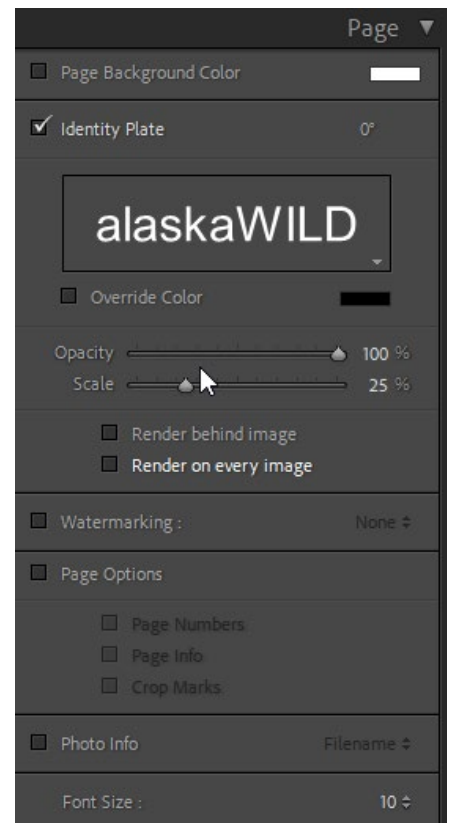 Page
Page Background Color
Identity Plate 0°
alaskaWILD
Override Color
Opacity 100 %
Scale 25 %
Render behind image
Render on every image
Watermarking : None
Page Options
Page Numbers
Page Info
Crop Marks
Photo Info Filename
Font Size : 10